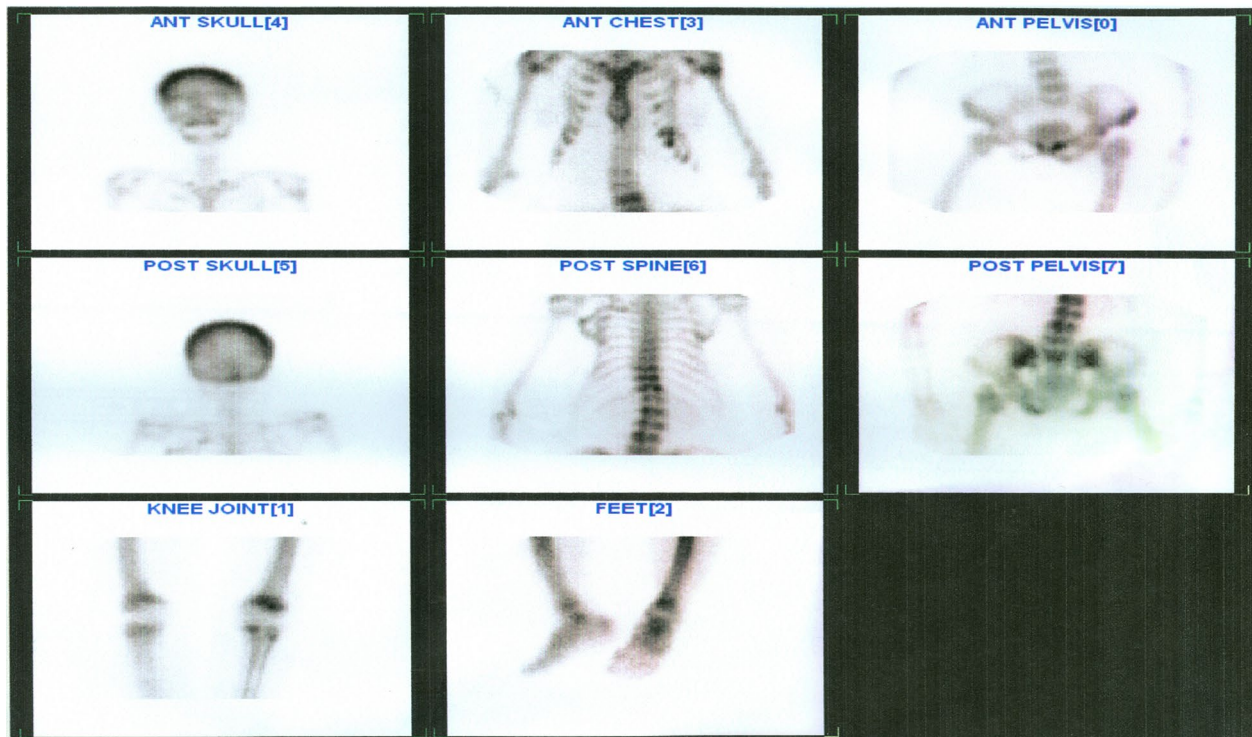 ANT SKULL[4]
ANT CHEST[3]
ANT PELVIS[0]
POST SKULL[5]
POST SPINE[6]
POST PELVIS[7]
KNEE JOINT[1]
FEET[2]